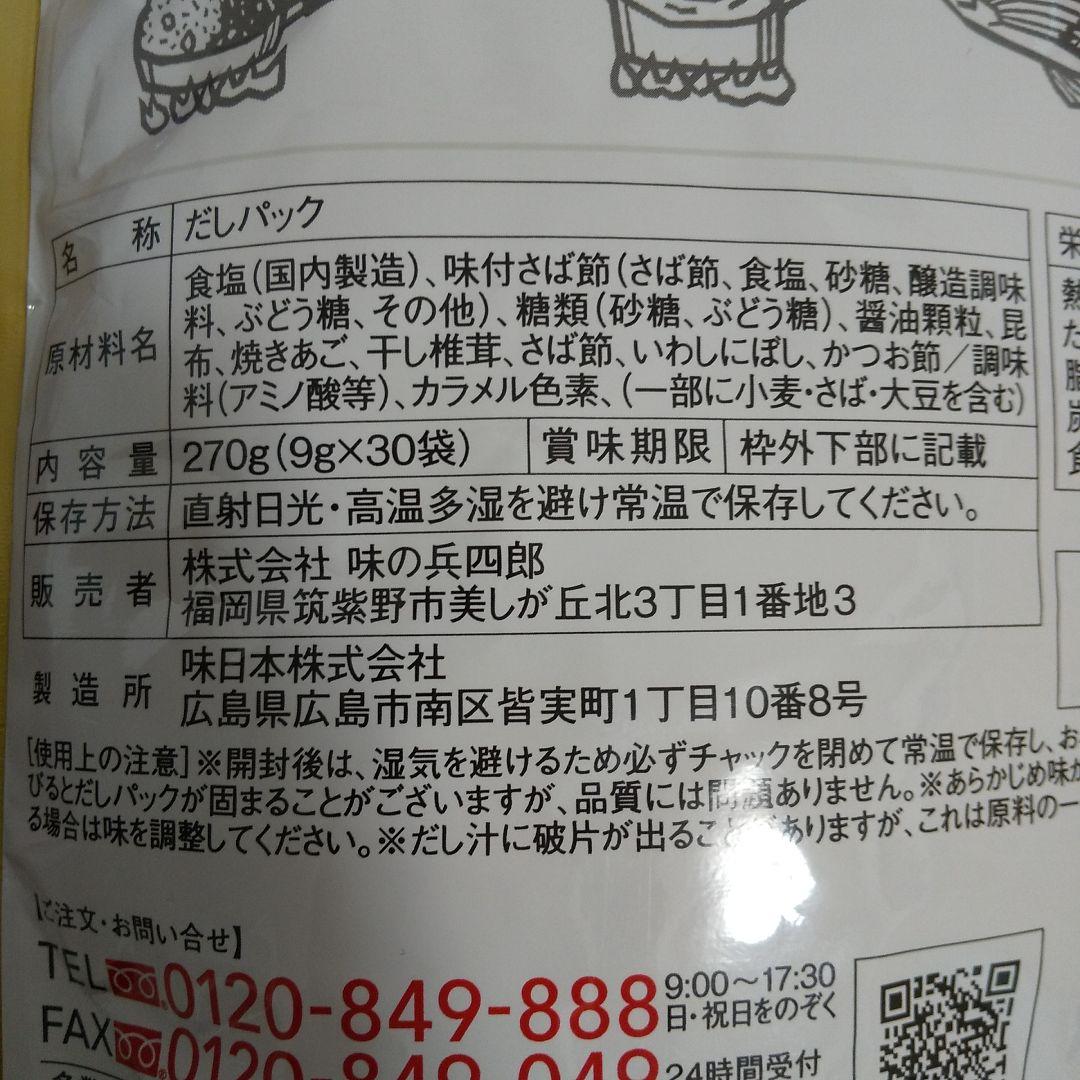 名称 だしパック
原材料名 食塩(国内製造)、味付さば節(さば節、食塩、砂糖、醸造調味
料、ぶどう糖、その他)、糖類(砂糖、ぶどう糖)、醤油顆粒、昆
布、焼きあご、干し椎茸、さば節、いわしにぼし、かつお節/調味
料(アミノ酸等)、カラメル色素、(一部に小麦・さば・大豆を含む)
内容量 270g(9g×30袋) 賞味期限 枠外下部に記載
保存方法 直射日光・高温多湿を避け常温で保存してください。
販売者 株式会社 味の兵四郎
福岡県筑紫野市美しが丘北3丁目1番地3
製造所 味日本株式会社
広島県広島市南区皆実町1丁目10番8号
[使用上の注意]※開封後は、湿気を避けるため必ずチャックを閉めて常温で保存し、お
びるとだしパックが固まることがございますが、品質には問題ありません。※あらかじめ味が
る場合は味を調整してください。※だし汁に破片が出ることがありますが、これは原料の一
【ご注文・お問い合せ】
TEL 0120-849-888 9:00〜17:30
日・祝日をのぞく
FAX 0120-849-049 24時間受付
栄
熱
た
脂
炭
食